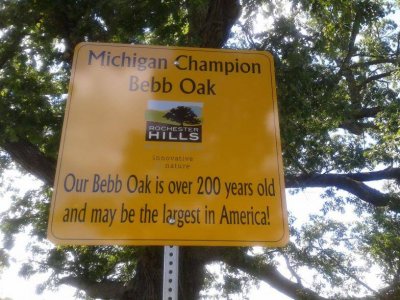 Michigan Champion
Bebb Oak
ROCHESTER
HILLS
innovative
nature
Our Bebb Oak is over 200 years old
and may be the largest in America!